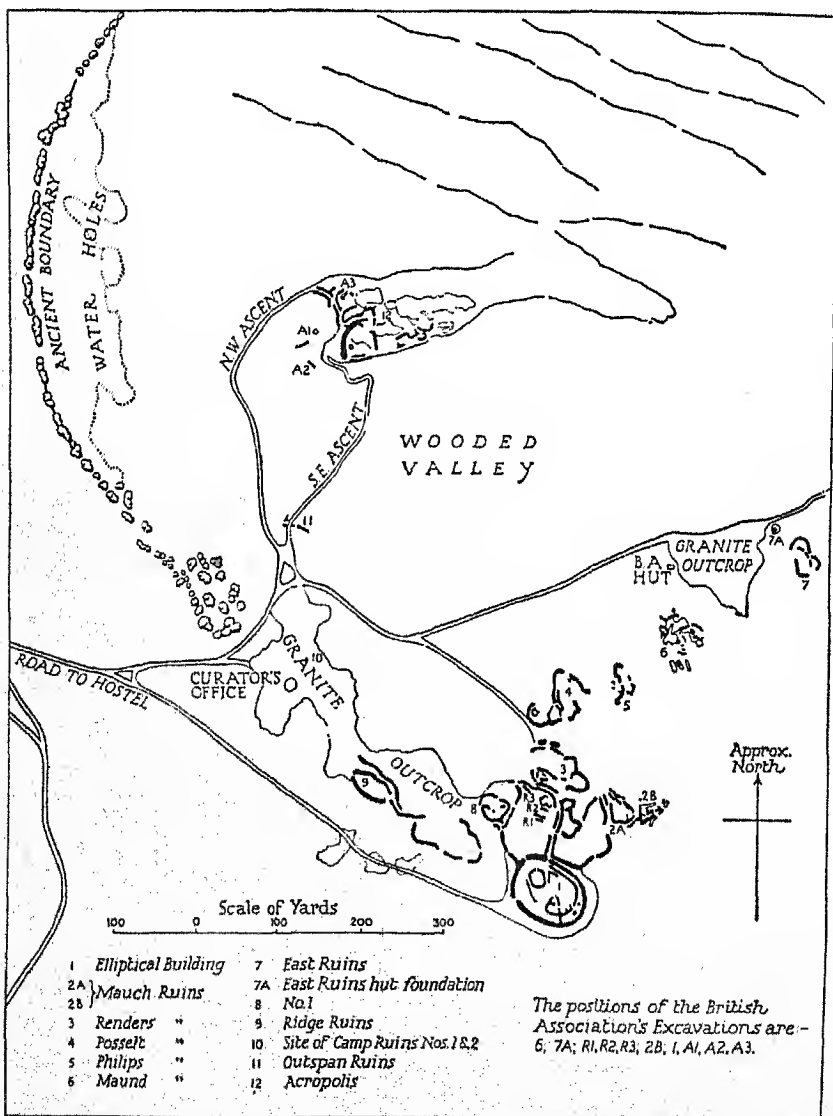 ANCIENT BOUNDARY
WATER HOLES
N.W ASCENT
A3
A10
A2
S.E. ASCENT
WOODED
VALLEY
11
7A
GRANITE
OUTCROP
7
B.A.
HUT
6
5
4
ROAD TO HOSTEL
CURATOR'S
OFFICE
GRANITE
10
OUTCROP
9
8
3
R3
R2
R1
2B
2A
1
Approx.
North
Scale of Yards
100 0 100 200 300
1 Elliptical Building
2A } Mauch Ruins
2B
3 Renders "
4 Posselt "
5 Philips "
6 Maund "
7 East Ruins
7A East Ruins hut foundation
8 No. 1
9 Ridge Ruins
10 Site of Camp Ruins Nos. 1 & 2
11 Outspan Ruins
12 Acropolis
The positions of the British
Association's Excavations are:-
6; 7A; R1, R2, R3; 2B; 1, A1, A2, A3.